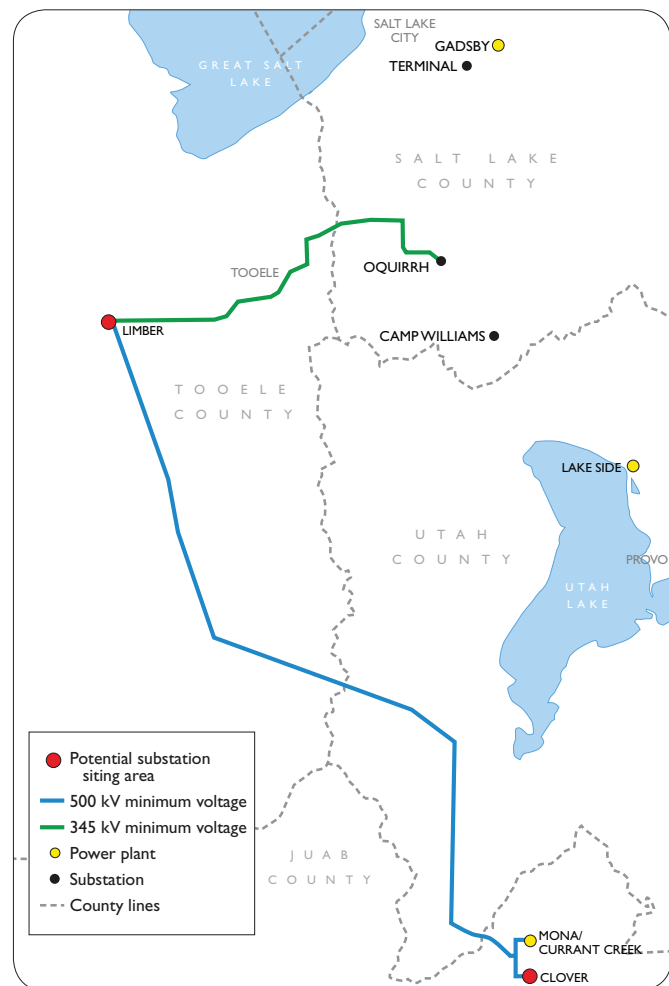 SALT LAKE
CITY
GADSBY
TERMINAL
GREAT SALT
LAKE
SALT LAKE
COUNTY
TOOELE
OQUIRRH
LIMBER
CAMP WILLIAMS
TOOELE
COUNTY
LAKE SIDE
UTAH
COUNTY
PROVO
UTAH
LAKE
Potential substation
siting area
500 kV minimum voltage
345 kV minimum voltage
Power plant
Substation
County lines
JUAB
COUNTY
MONA/
CURRANT CREEK
CLOVER